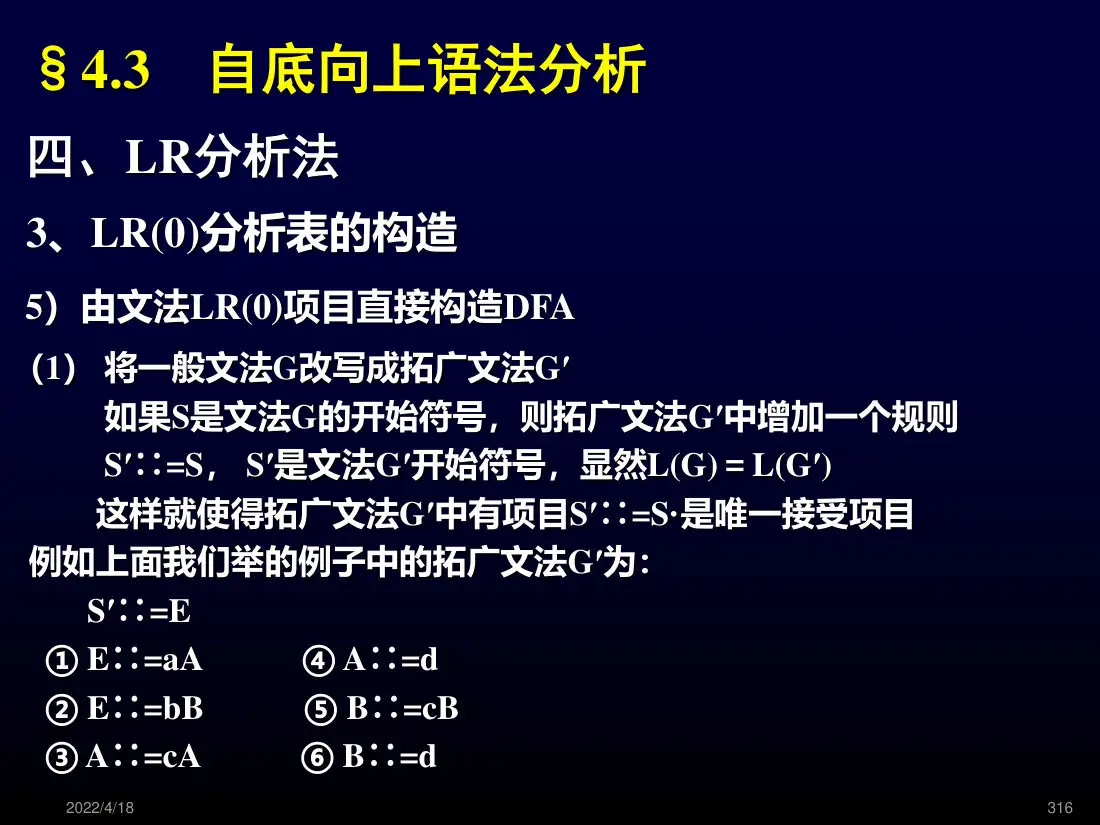 §4.3 自底向上语法分析
四、LR分析法
3、LR(0)分析表的构造
5）由文法LR(0)项目直接构造DFA
（1） 将一般文法G改写成拓广文法G′
如果S是文法G的开始符号，则拓广文法G′中增加一个规则
S′∷=S， S′是文法G′开始符号，显然L(G)＝L(G′)
这样就使得拓广文法G′中有项目S′∷=S·是唯一接受项目
例如上面我们举的例子中的拓广文法G′为：
S′∷=E
① E∷=aA ④ A∷=d
② E∷=bB ⑤ B∷=cB
③ A∷=cA ⑥ B∷=d
2022/4/18 316